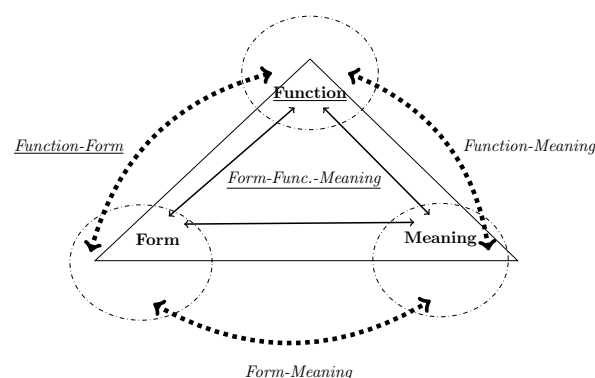 Function
Function-Form
Function-Meaning
Form-Func.-Meaning
Form
Meaning
Form-Meaning